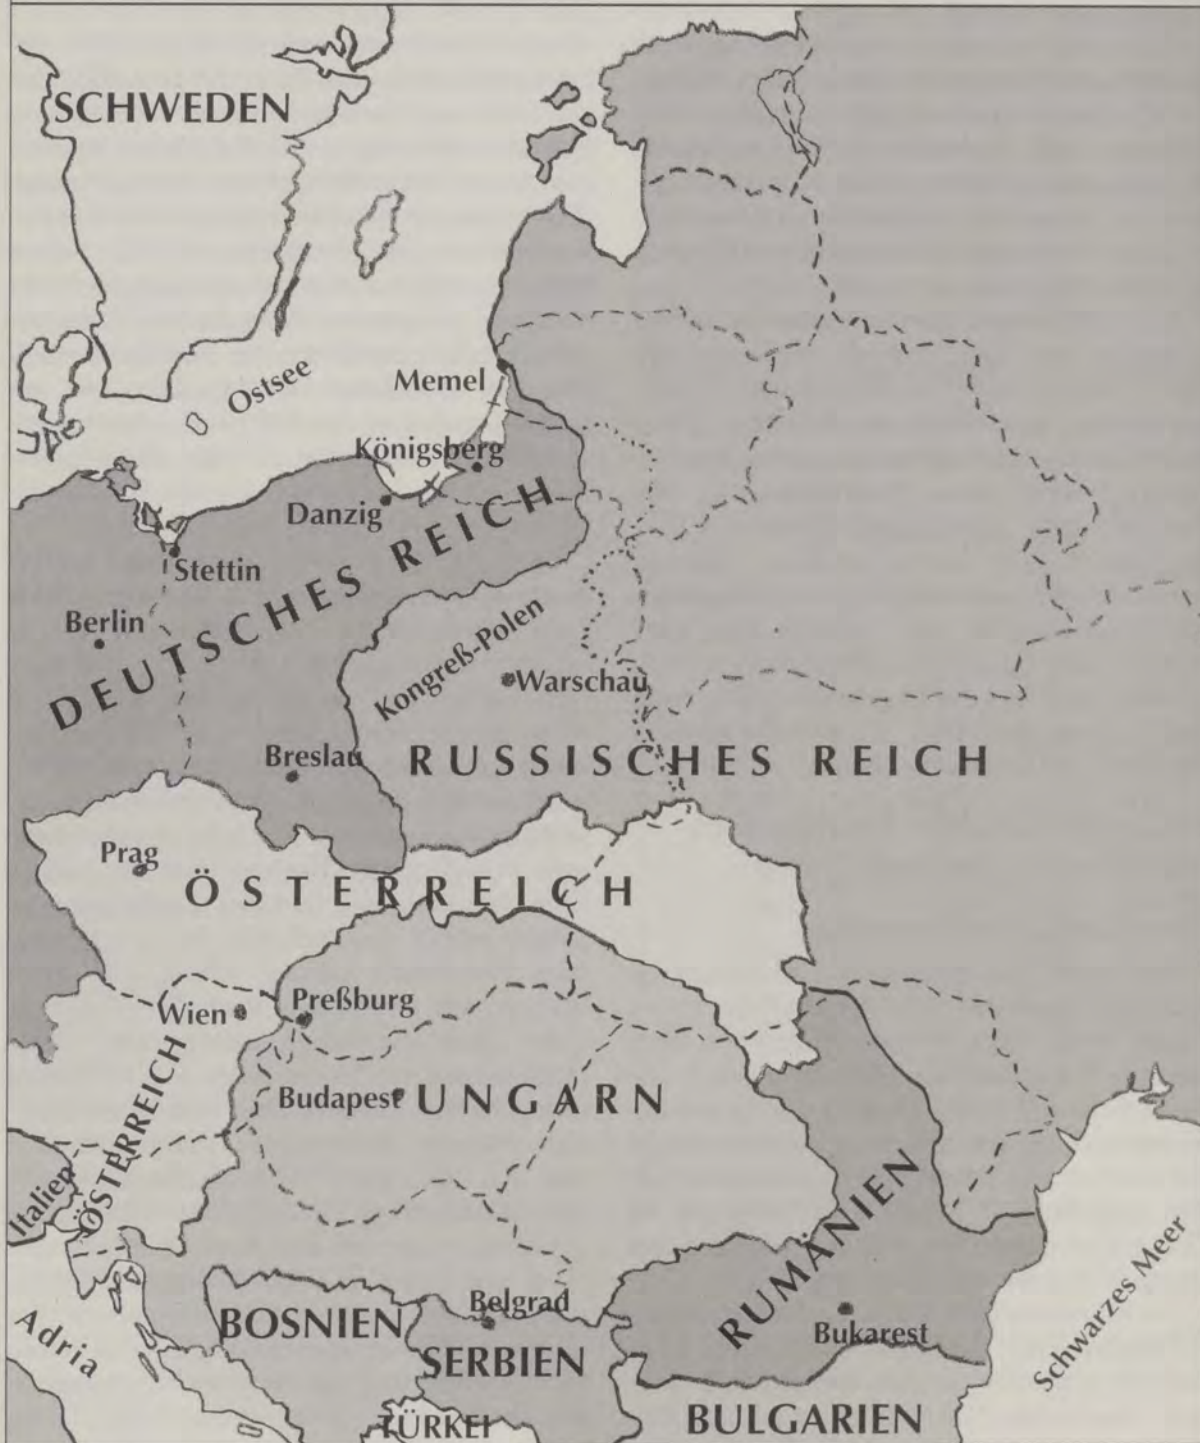 SCHWEDEN
Ostsee
Memel
Königsberg
Danzig
Stettin
DEUTSCHES REICH
Berlin
Kongreß-Polen
Warschau
Breslau
RUSSISCHES REICH
Prag
ÖSTERREICH
Wien
Preßburg
Budapest
UNGARN
ÖSTERREICH
Italien
RUMÄNIEN
Schwarzes Meer
Adria
BOSNIEN
Belgrad
Bukarest
SERBIEN
TÜRKEI
BULGARIEN